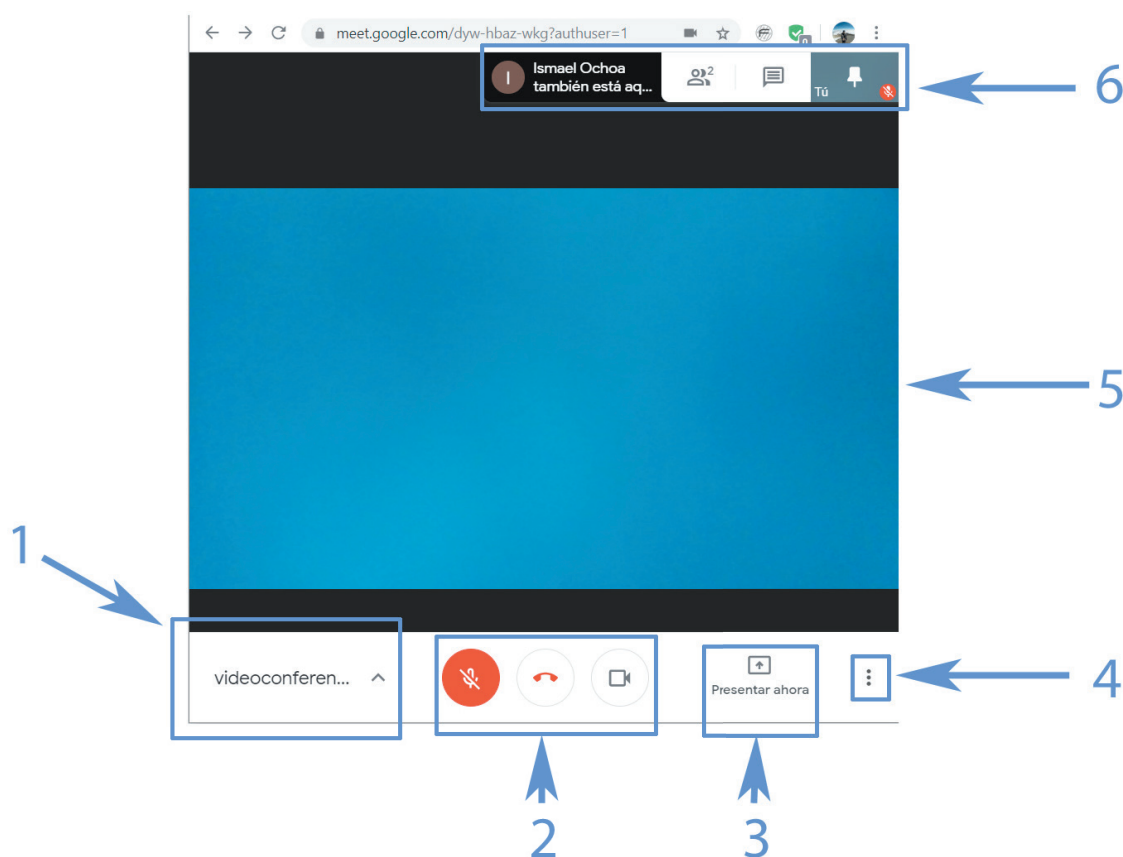 meet.google.com/dyw-hbaz-wkg?authuser=1
0
I
Ismael Ochoa
también está aq...
2
Tú
6
5
1
videoconferen...
Presentar ahora
4
2
3